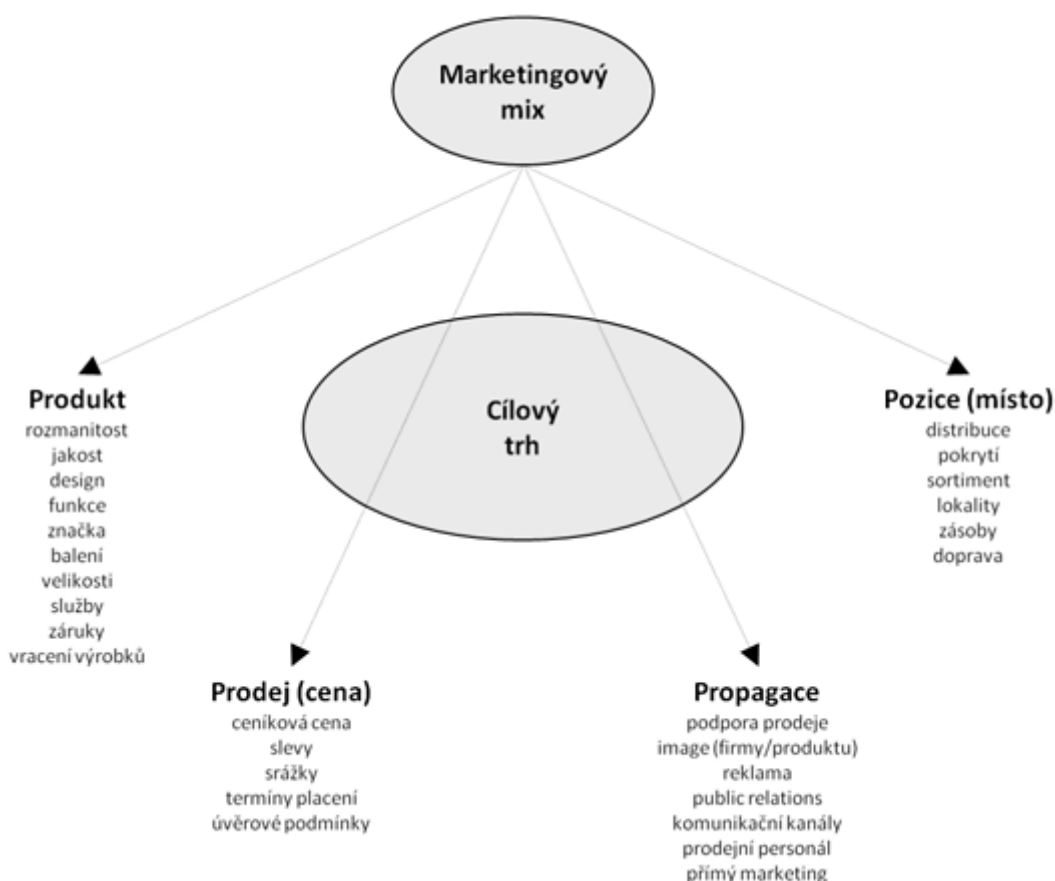 Marketingový
mix
Cílový
trh
Produkt
rozmanitost
jakost
design
funkce
značka
balení
velikosti
služby
záruky
vracení výrobků
Prodej (cena)
ceníková cena
slevy
srážky
termíny placení
úvěrové podmínky
Propagace
podpora prodeje
image (firmy/produktu)
reklama
public relations
komunikační kanály
prodejní personál
přímý marketing
Pozice (místo)
distribuce
pokrytí
sortiment
lokality
zásoby
doprava